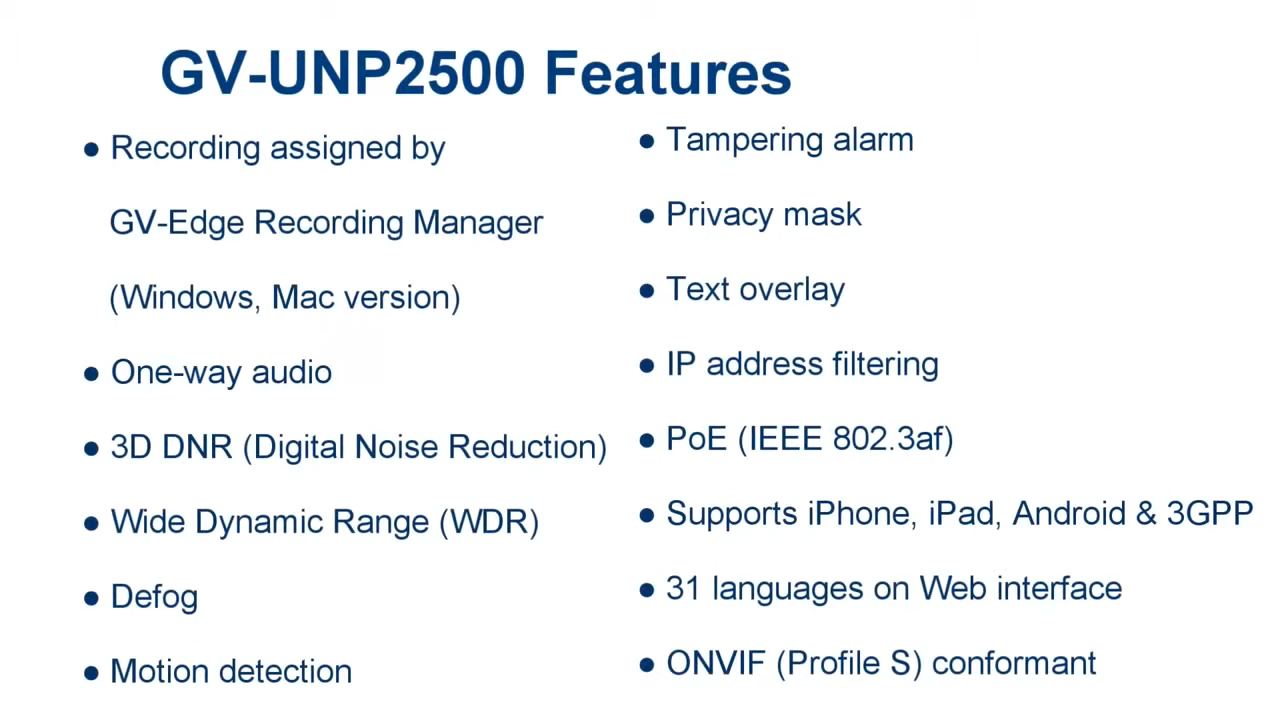 GV-UNP2500 Features
● Recording assigned by
GV-Edge Recording Manager
(Windows, Mac version)
● One-way audio
● 3D DNR (Digital Noise Reduction)
● Wide Dynamic Range (WDR)
● Defog
● Motion detection
● Tampering alarm
● Privacy mask
● Text overlay
● IP address filtering
● PoE (IEEE 802.3af)
● Supports iPhone, iPad, Android & 3GPP
● 31 languages on Web interface
● ONVIF (Profile S) conformant